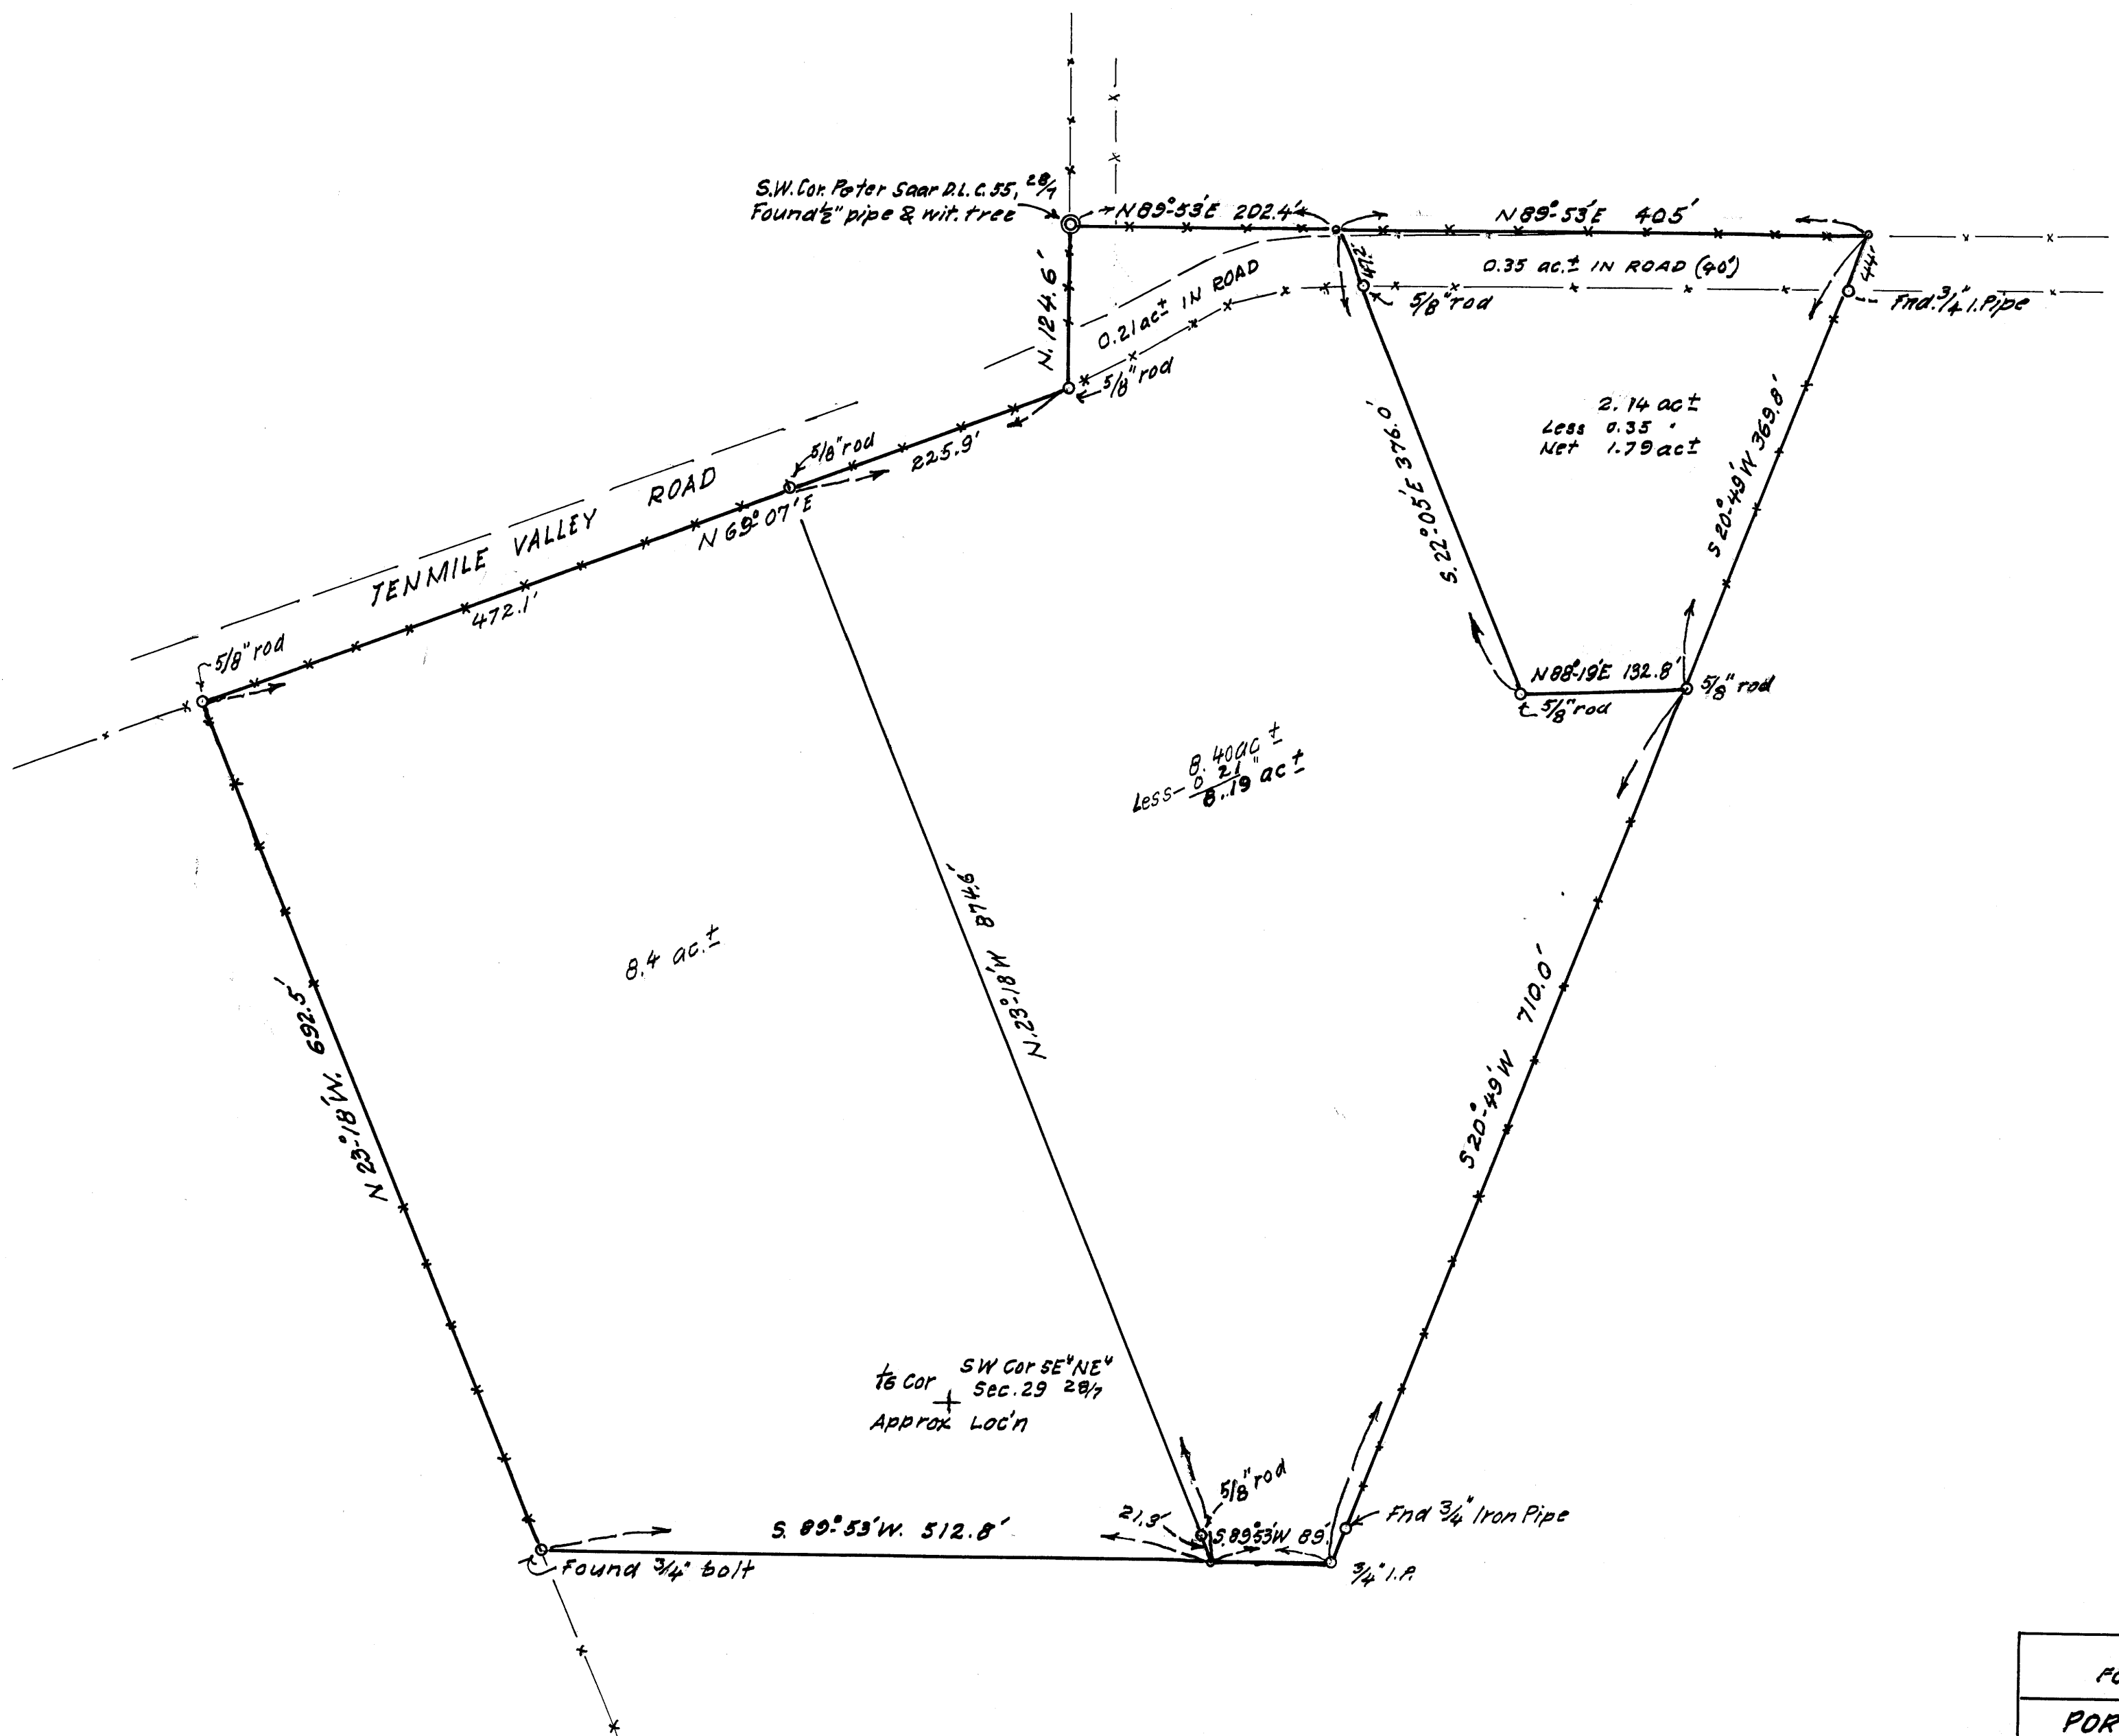 S.W. Cor. Peter Saar D.L.C. 55, 28/7
Found ½" pipe & wit. tree
N 89°-53' E 202.4'
N 89°-53' E 405'
47.2'
0.35 ac.± IN ROAD (40')
44'
5/8" rod
Fnd. 3/4" I. Pipe
N. 124.6'
0.21 ac± IN ROAD
5/8" rod
2.14 ac±
Less 0.35 "
Net 1.79 ac±
S. 22°-05' E 376.0'
S 20°-49' W 369.8'
5/8" rod
225.9'
TENMILE VALLEY ROAD
N 69°-07' E
472.1'
5/8" rod
N 88°-19' E 132.8'
5/8" rod
5/8" rod
8.40 ac ±
Less - 0 21 "
8.19 ac ±
N. 23°-18' W 874.6'
8.4 ac. ±
N 23°-18' W. 692.5'
S 20°-49' W 710.0'
1/16 Cor SW Cor SE" NE"
Sec. 29 28/7
Approx Loc'n
5/8" rod
21.3'
Fnd 3/4" Iron Pipe
S. 89°-53' W. 512.8'
S. 89°53' W 89.'
Found 3/4" bolt
3/4" I.P.
FO
POR